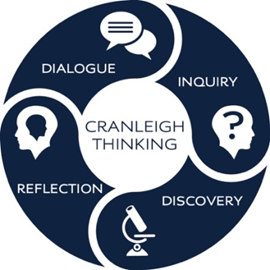 DIALOGUE
INQUIRY
CRANLEIGH
THINKING
REFLECTION
DISCOVERY
?